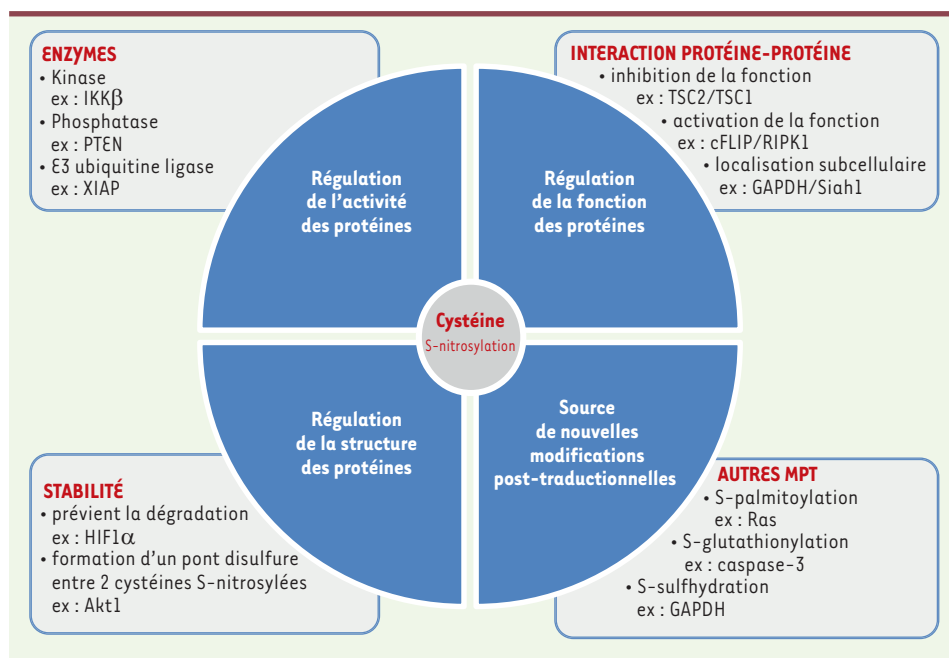 ENZYMES
• Kinase
ex : IKKβ
• Phosphatase
ex : PTEN
• E3 ubiquitine ligase
ex : XIAP
INTERACTION PROTÉINE-PROTÉINE
• inhibition de la fonction
ex : TSC2/TSC1
• activation de la fonction
ex : cFLIP/RIPK1
• localisation subcellulaire
ex : GAPDH/Siah1
Régulation
de l’activité
des protéines
Régulation
de la fonction
des protéines
Cystéine
S-nitrosylation
Régulation
de la structure
des protéines
Source
de nouvelles
modifications
post-traductionnelles
STABILITÉ
• prévient la dégradation
ex : HIF1α
• formation d’un pont disulfure
entre 2 cystéines S-nitrosylées
ex : Akt1
AUTRES MPT
• S-palmitoylation
ex : Ras
• S-glutathionylation
ex : caspase-3
• S-sulfhydration
ex : GAPDH